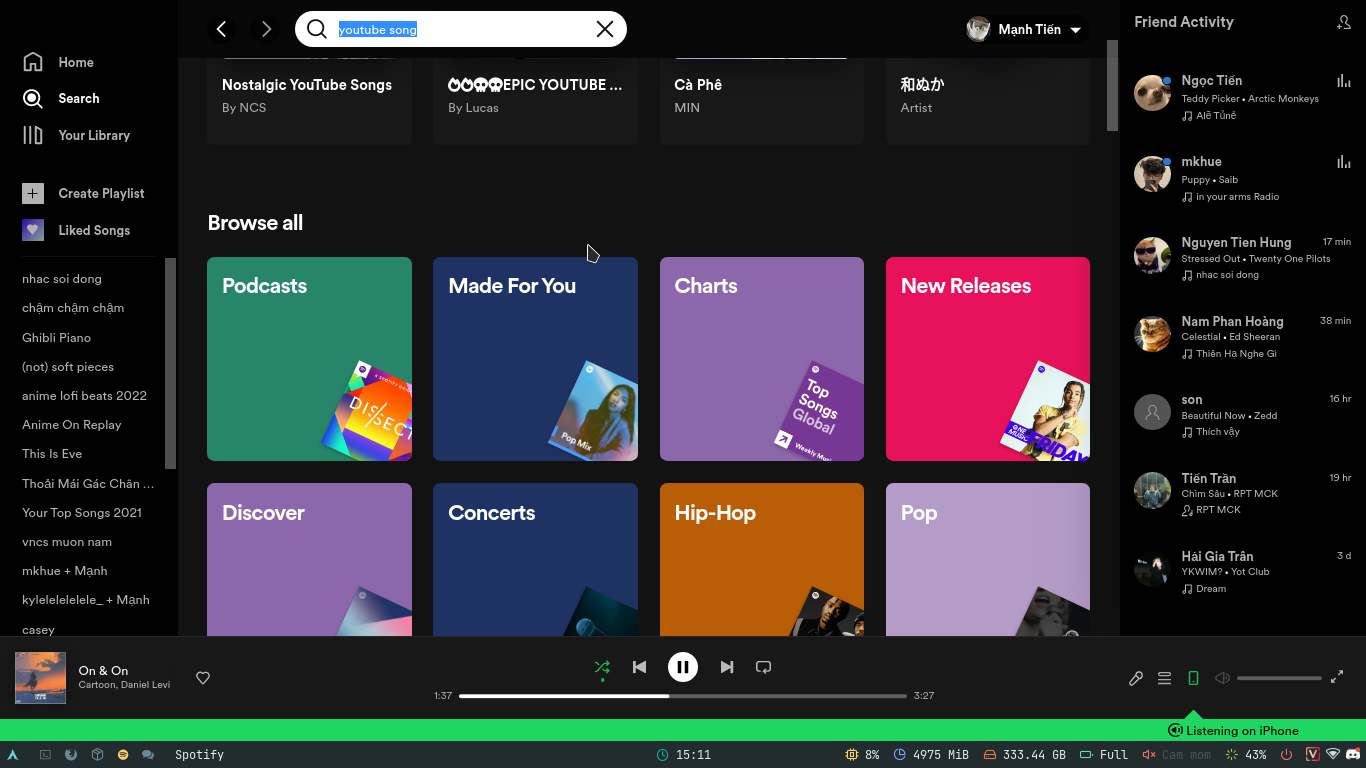 youtube song
Mạnh Tiến
Home
Search
Your Library
Create Playlist
Liked Songs
nhac soi dong
chậm chậm chậm
Ghibli Piano
(not) soft pieces
anime lofi beats 2022
Anime On Replay
This Is Eve
Thoải Mái Gác Chân ...
Your Top Songs 2021
vncs muon nam
mkhue + Mạnh
kylelelelelele_ + Mạnh
casey
Nostalgic YouTube Songs
By NCS
EPIC YOUTUBE ...
By Lucas
Cà Phê
MIN
和ぬか
Artist
Browse all
Podcasts
DISSECT
Made For You
Pop Mix
Charts
Top
Songs
Global
New Releases
FRIDAY
Discover
Concerts
Hip-Hop
Pop
Friend Activity
Ngọc Tiến
Teddy Picker • Arctic Monkeys
mkhue
Puppy • Saib
in your arms Radio
Nguyen Tien Hung
17 min
Stressed Out • Twenty One Pilots
nhac soi dong
Nam Phan Hoàng
38 min
Celestial • Ed Sheeran
Thiên Hạ Nghe Gì
son
16 hr
Beautiful Now • Zedd
Thích vậy
Tiến Trần
19 hr
Chìm Sâu • RPT MCK
RPT MCK
Hải Gia Trân
3 d
YKWIM? • Yot Club
Dream
On & On
Cartoon, Daniel Levi
1:37
3:27
Listening on iPhone
Spotify
15:11
8%
4975 MiB
333.44 GB
Full
Cam mom
43%